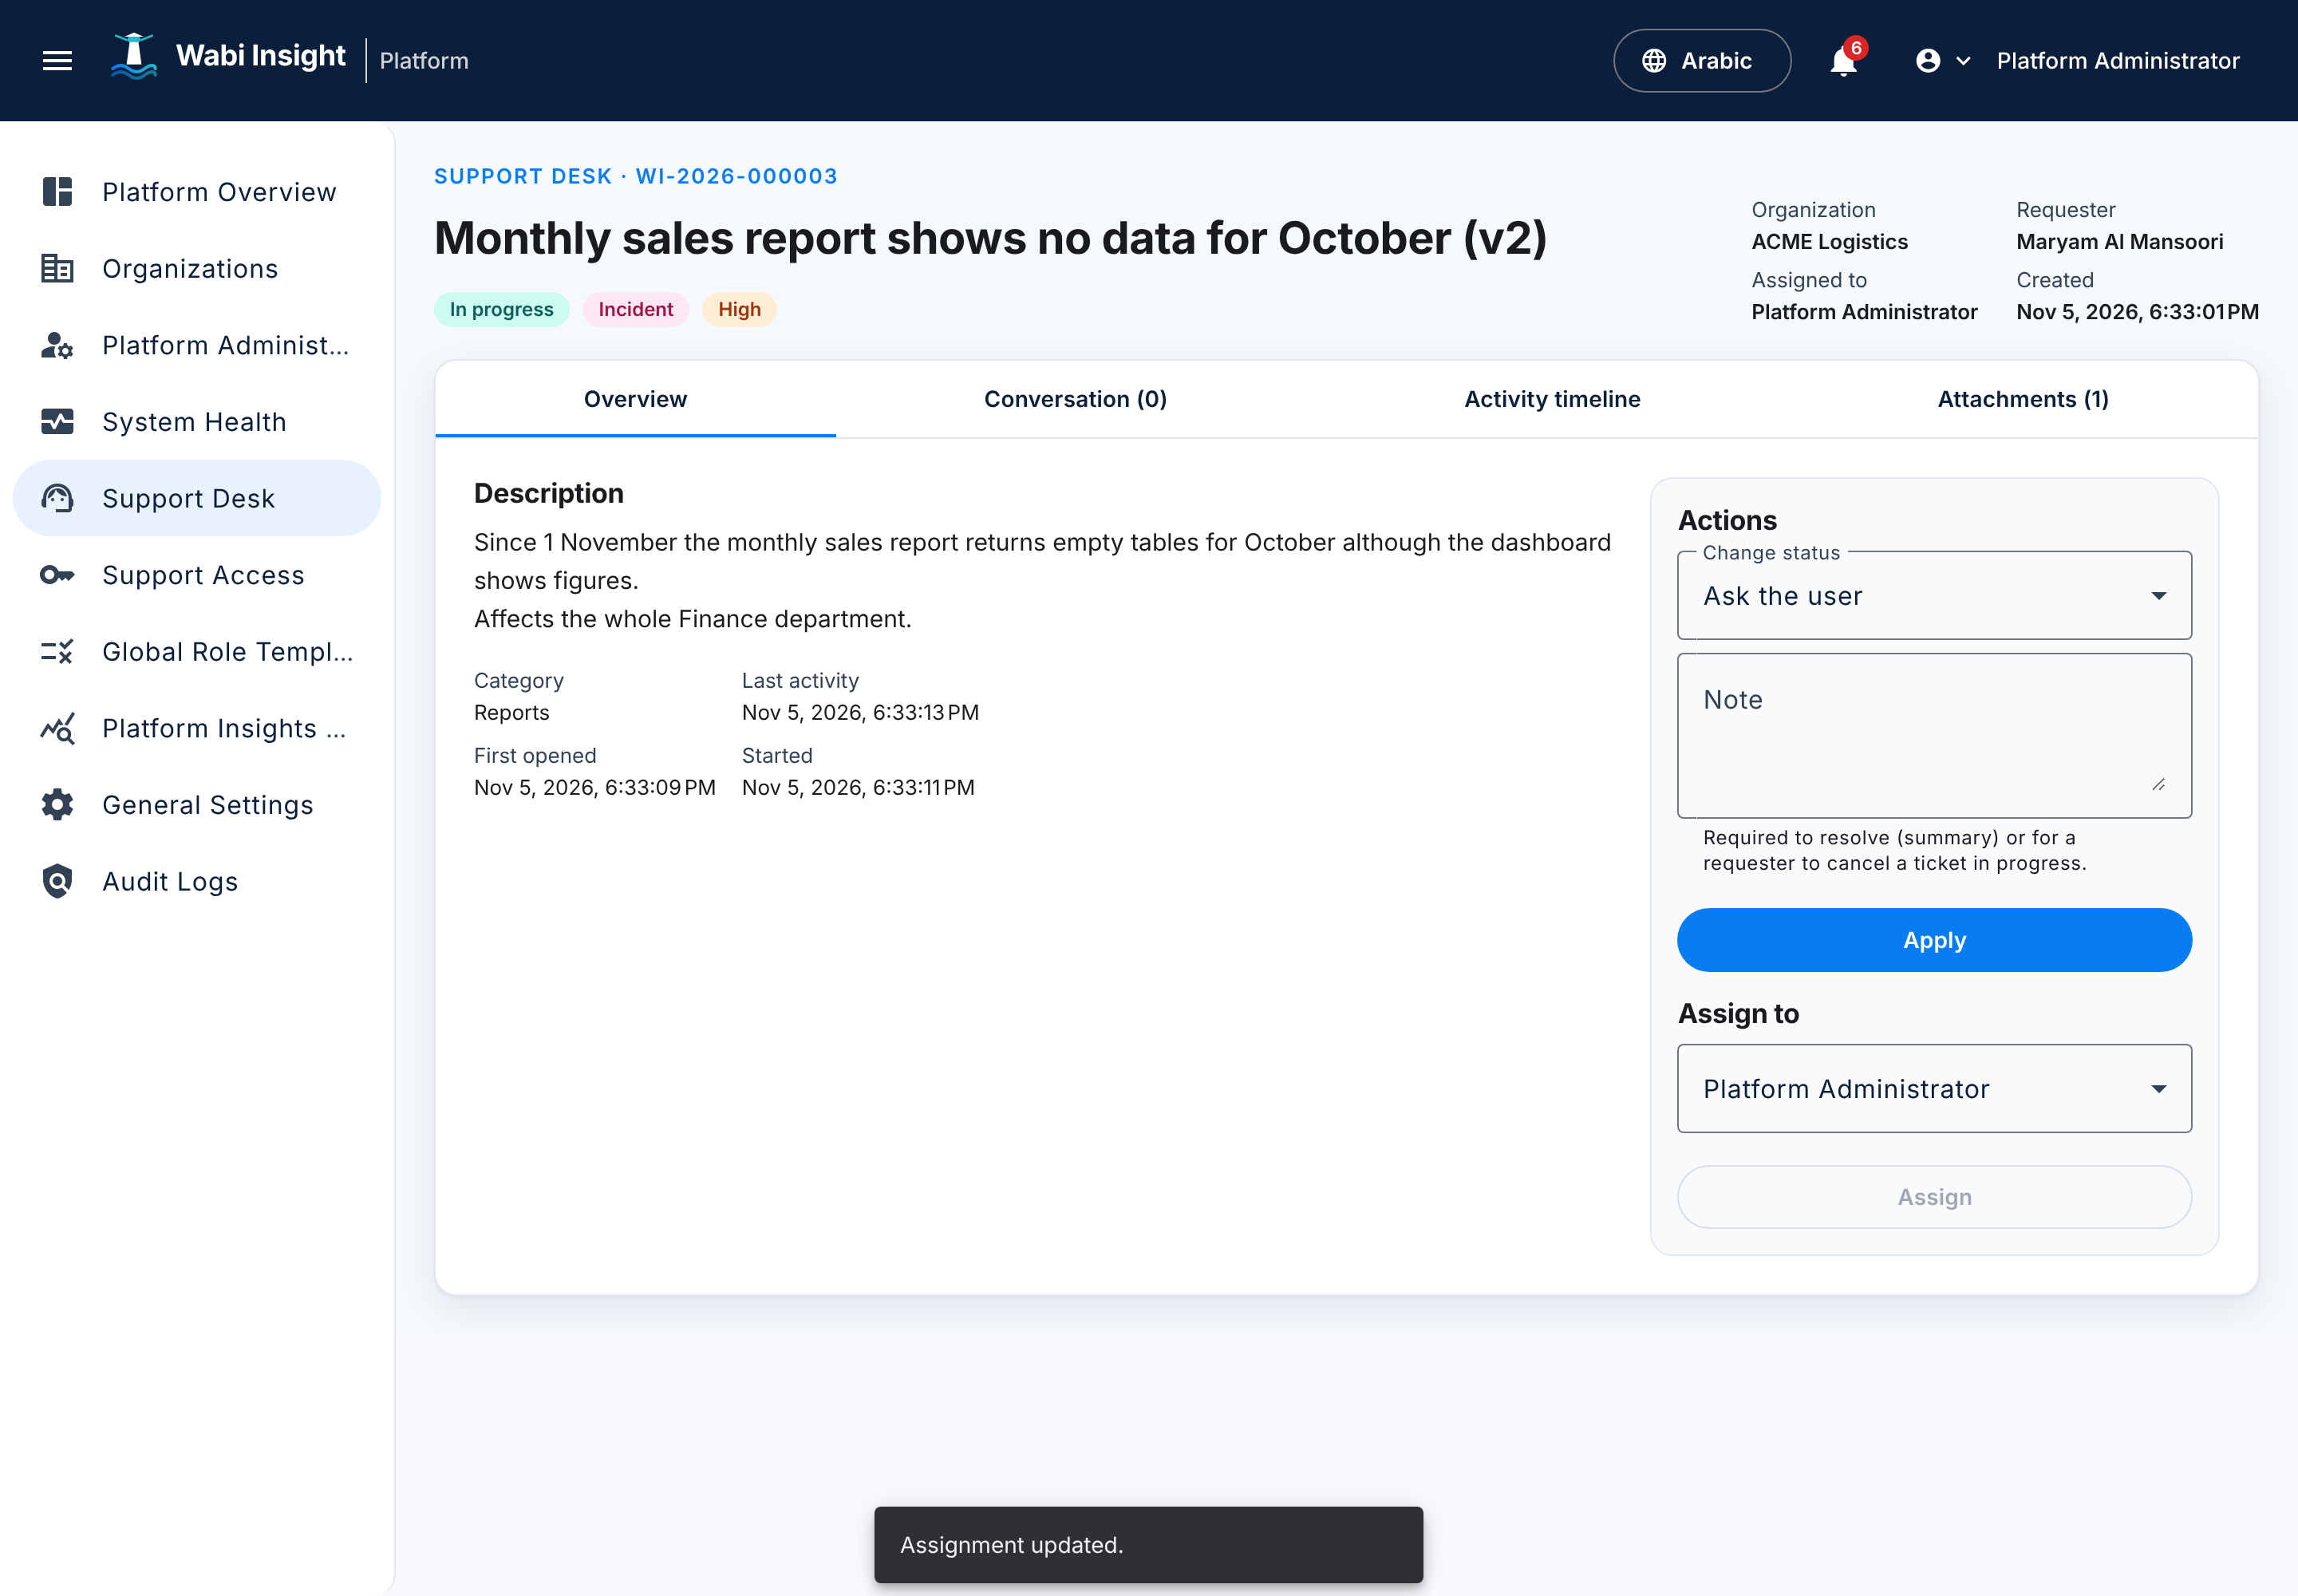 Wabi Insight
Platform
Arabic
6
Platform Administrator
Platform Overview
Organizations
Platform Administ...
System Health
Support Desk
Support Access
Global Role Templ...
Platform Insights ...
General Settings
Audit Logs
SUPPORT DESK · WI-2026-000003
Monthly sales report shows no data for October (v2)
In progress
Incident
High
Organization
ACME Logistics
Requester
Maryam Al Mansoori
Assigned to
Platform Administrator
Created
Nov 5, 2026, 6:33:01 PM
Overview
Conversation (0)
Activity timeline
Attachments (1)
Description
Since 1 November the monthly sales report returns empty tables for October although the dashboard
shows figures.
Affects the whole Finance department.
Category
Reports
Last activity
Nov 5, 2026, 6:33:13 PM
First opened
Nov 5, 2026, 6:33:09 PM
Started
Nov 5, 2026, 6:33:11 PM
Actions
Change status
Ask the user
Note
Required to resolve (summary) or for a
requester to cancel a ticket in progress.
Apply
Assign to
Platform Administrator
Assign
Assignment updated.